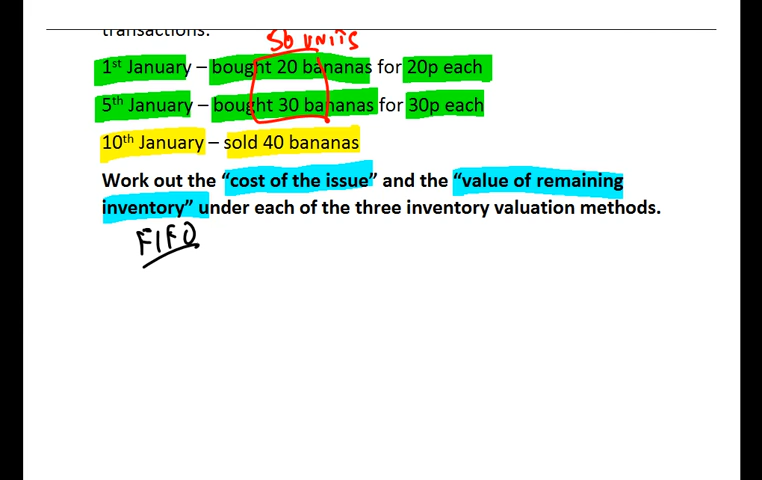 transactions:
50 UNITS
1st January – bought 20 bananas for 20p each
5th January – bought 30 bananas for 30p each
10th January – sold 40 bananas
Work out the “cost of the issue” and the “value of remaining
inventory” under each of the three inventory valuation methods.
FIFO